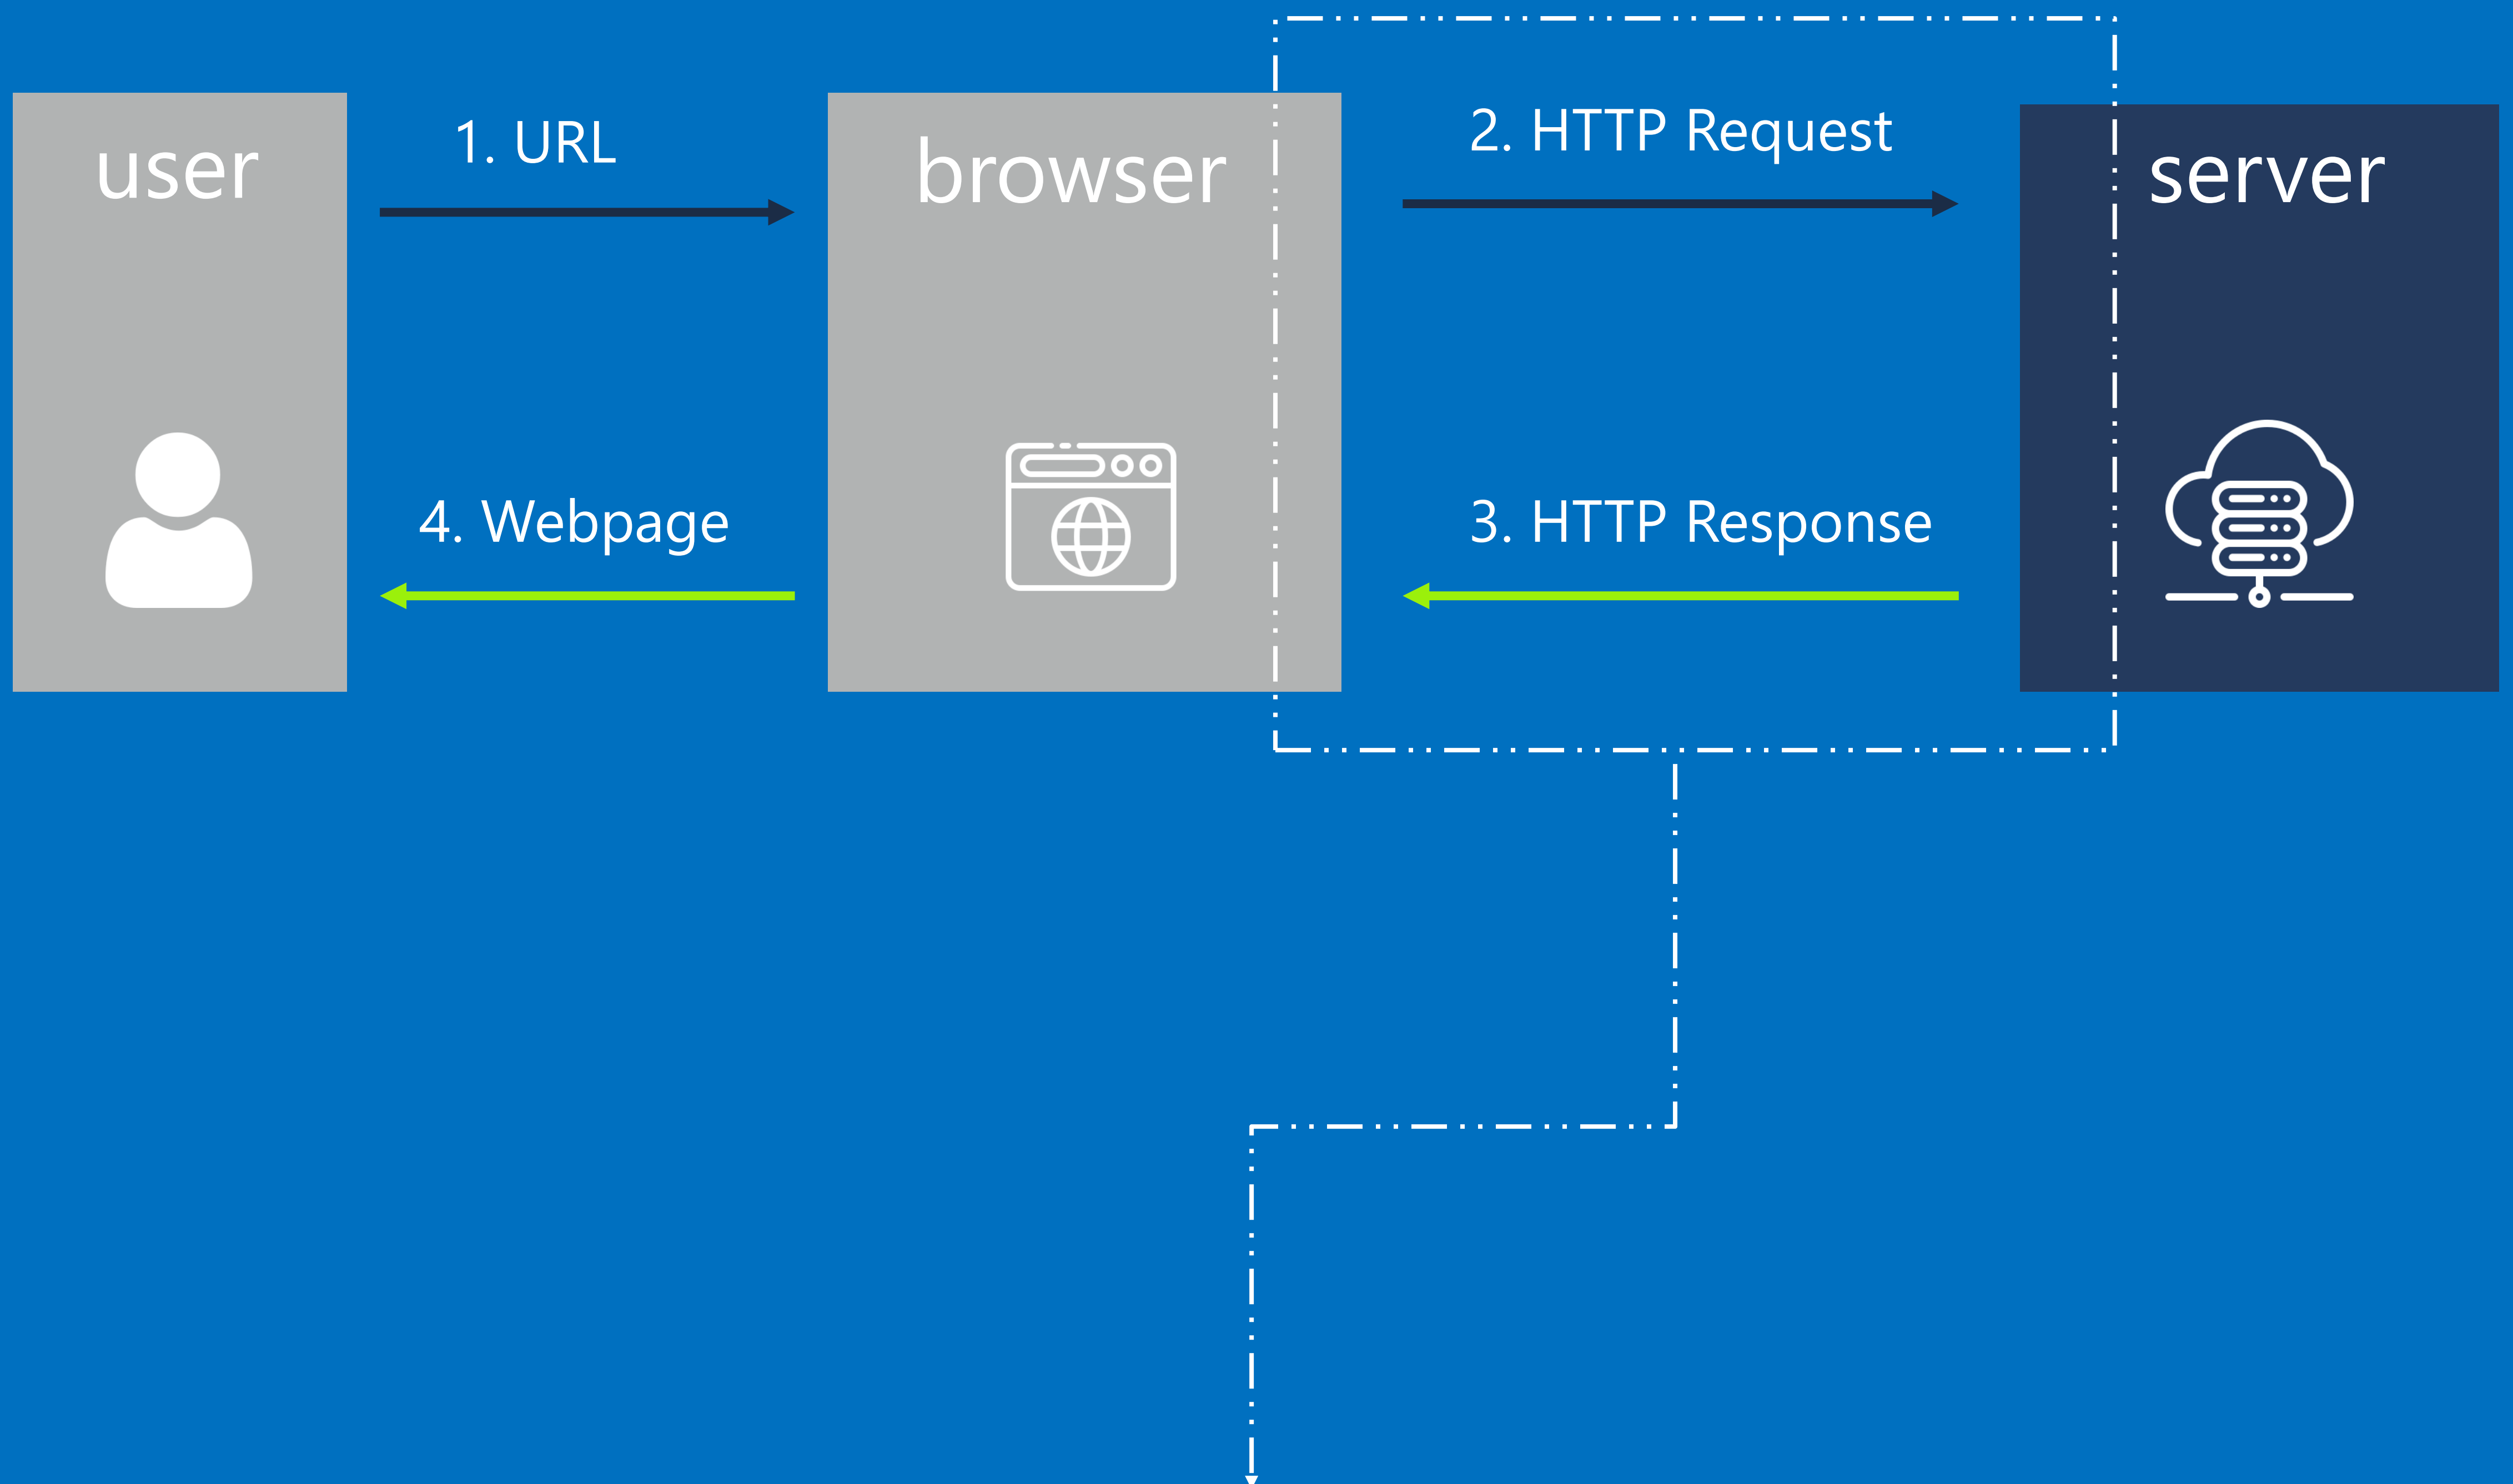 user
1. URL
browser
2. HTTP Request
server
4. Webpage
3. HTTP Response